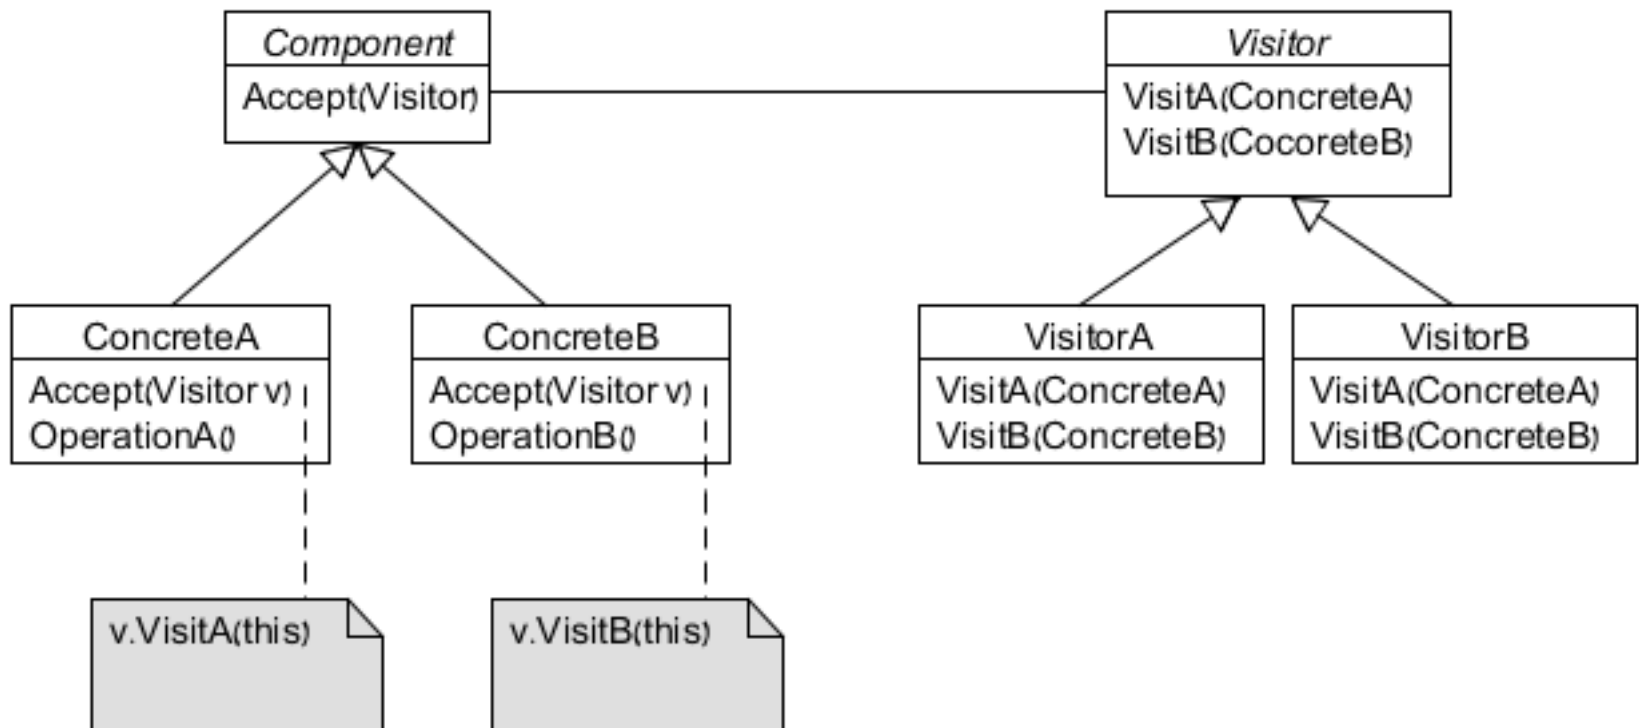 Component
Accept(Visitor)
Visitor
VisitA(ConcreteA)
VisitB(CocoreteB)
ConcreteA
Accept(Visitor v)
OperationA()
ConcreteB
Accept(Visitor v)
OperationB()
VisitorA
VisitA(ConcreteA)
VisitB(ConcreteB)
VisitorB
VisitA(ConcreteA)
VisitB(ConcreteB)
v.VisitA(this)
v.VisitB(this)